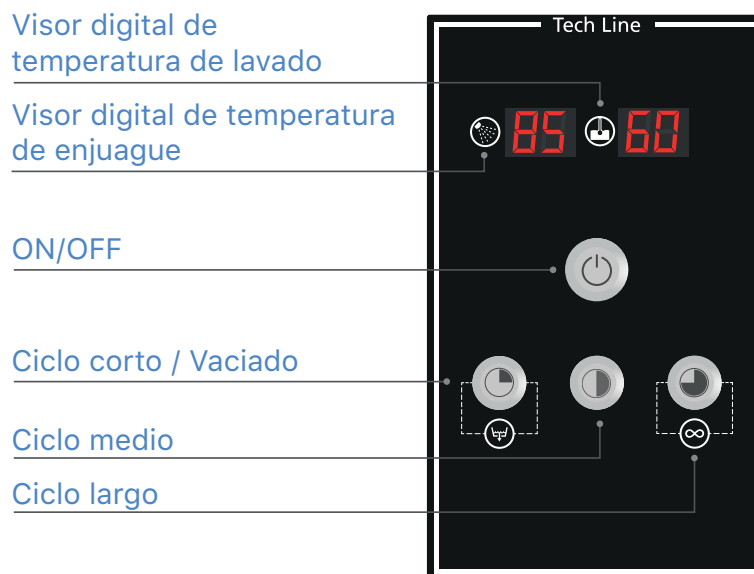 Visor digital de
temperatura de lavado
Visor digital de temperatura
de enjuague
ON/OFF
Ciclo corto / Vaciado
Ciclo medio
Ciclo largo
Tech Line
85 60